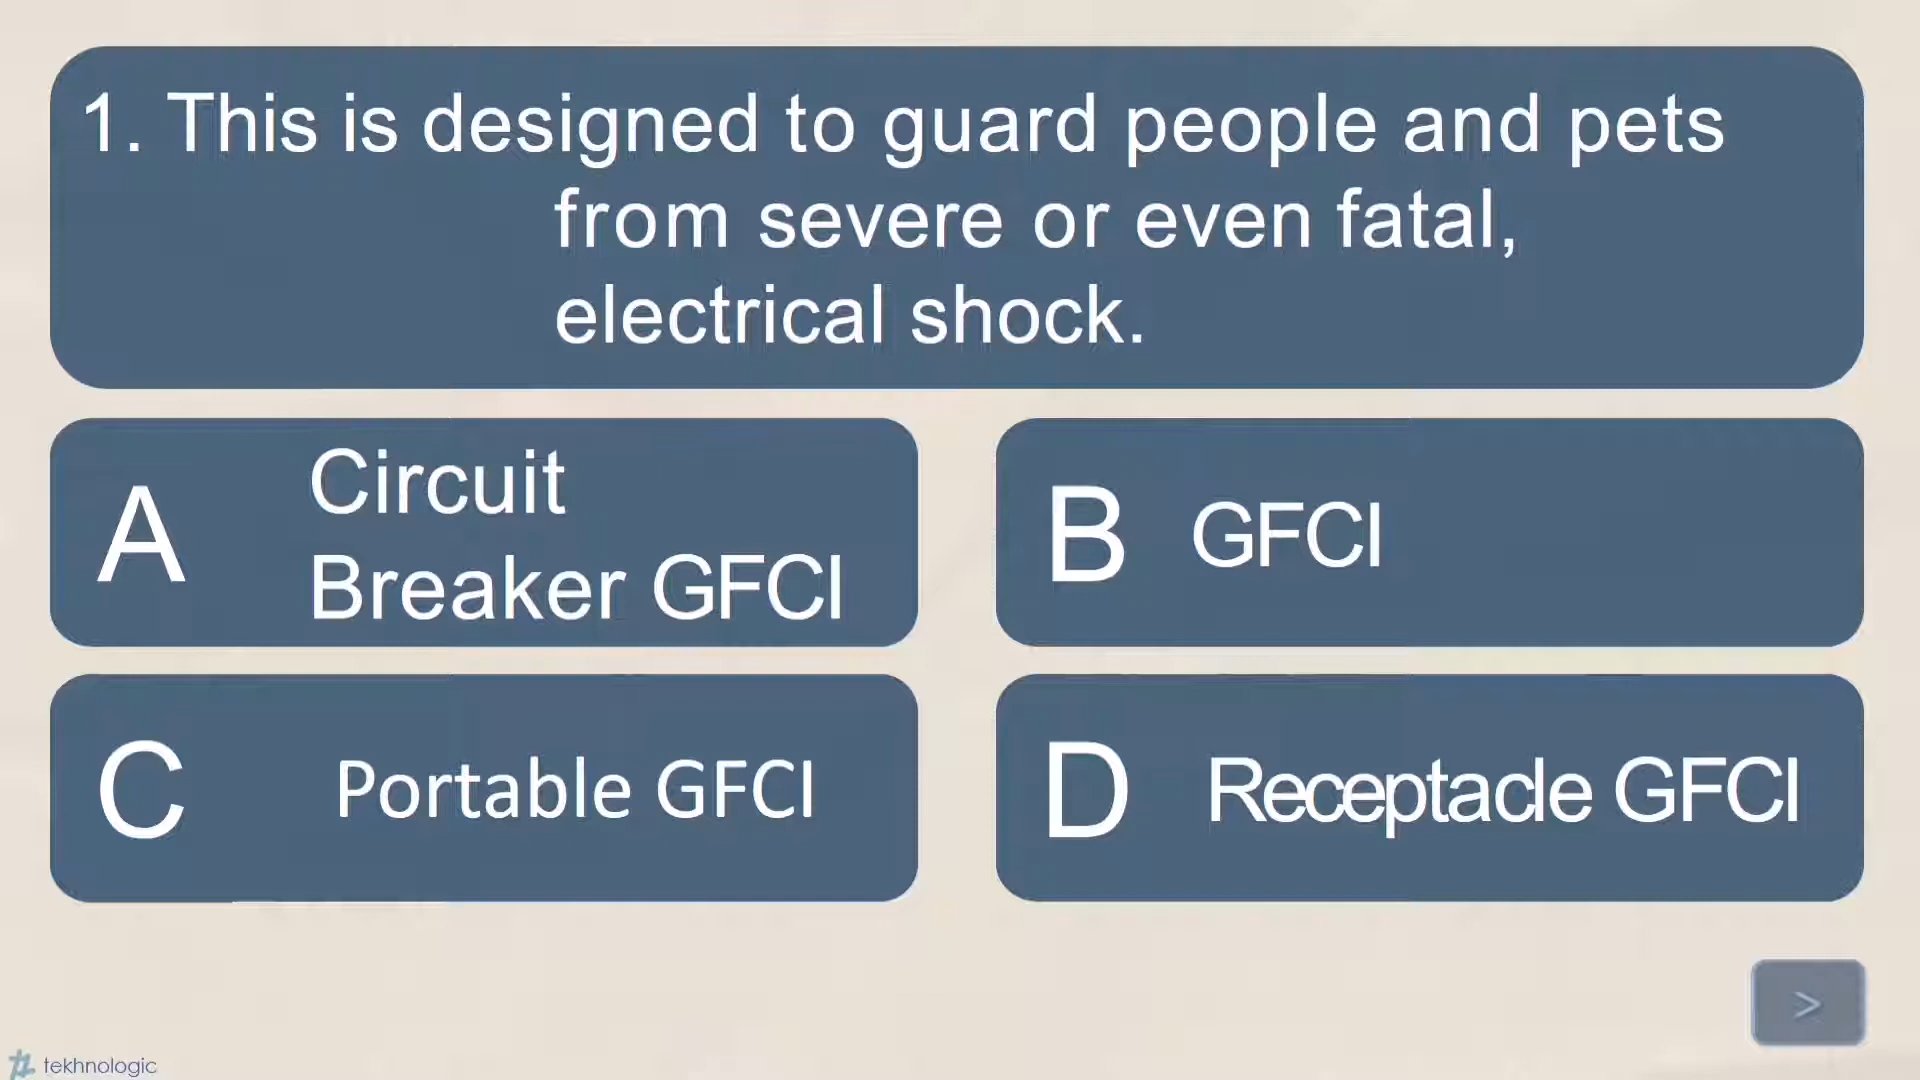 1. This is designed to guard people and pets
from severe or even fatal,
electrical shock.
A
Circuit
Breaker GFCI
B
GFCI
C
Portable GFCI
D
Receptacle GFCI
>
tekhnologic